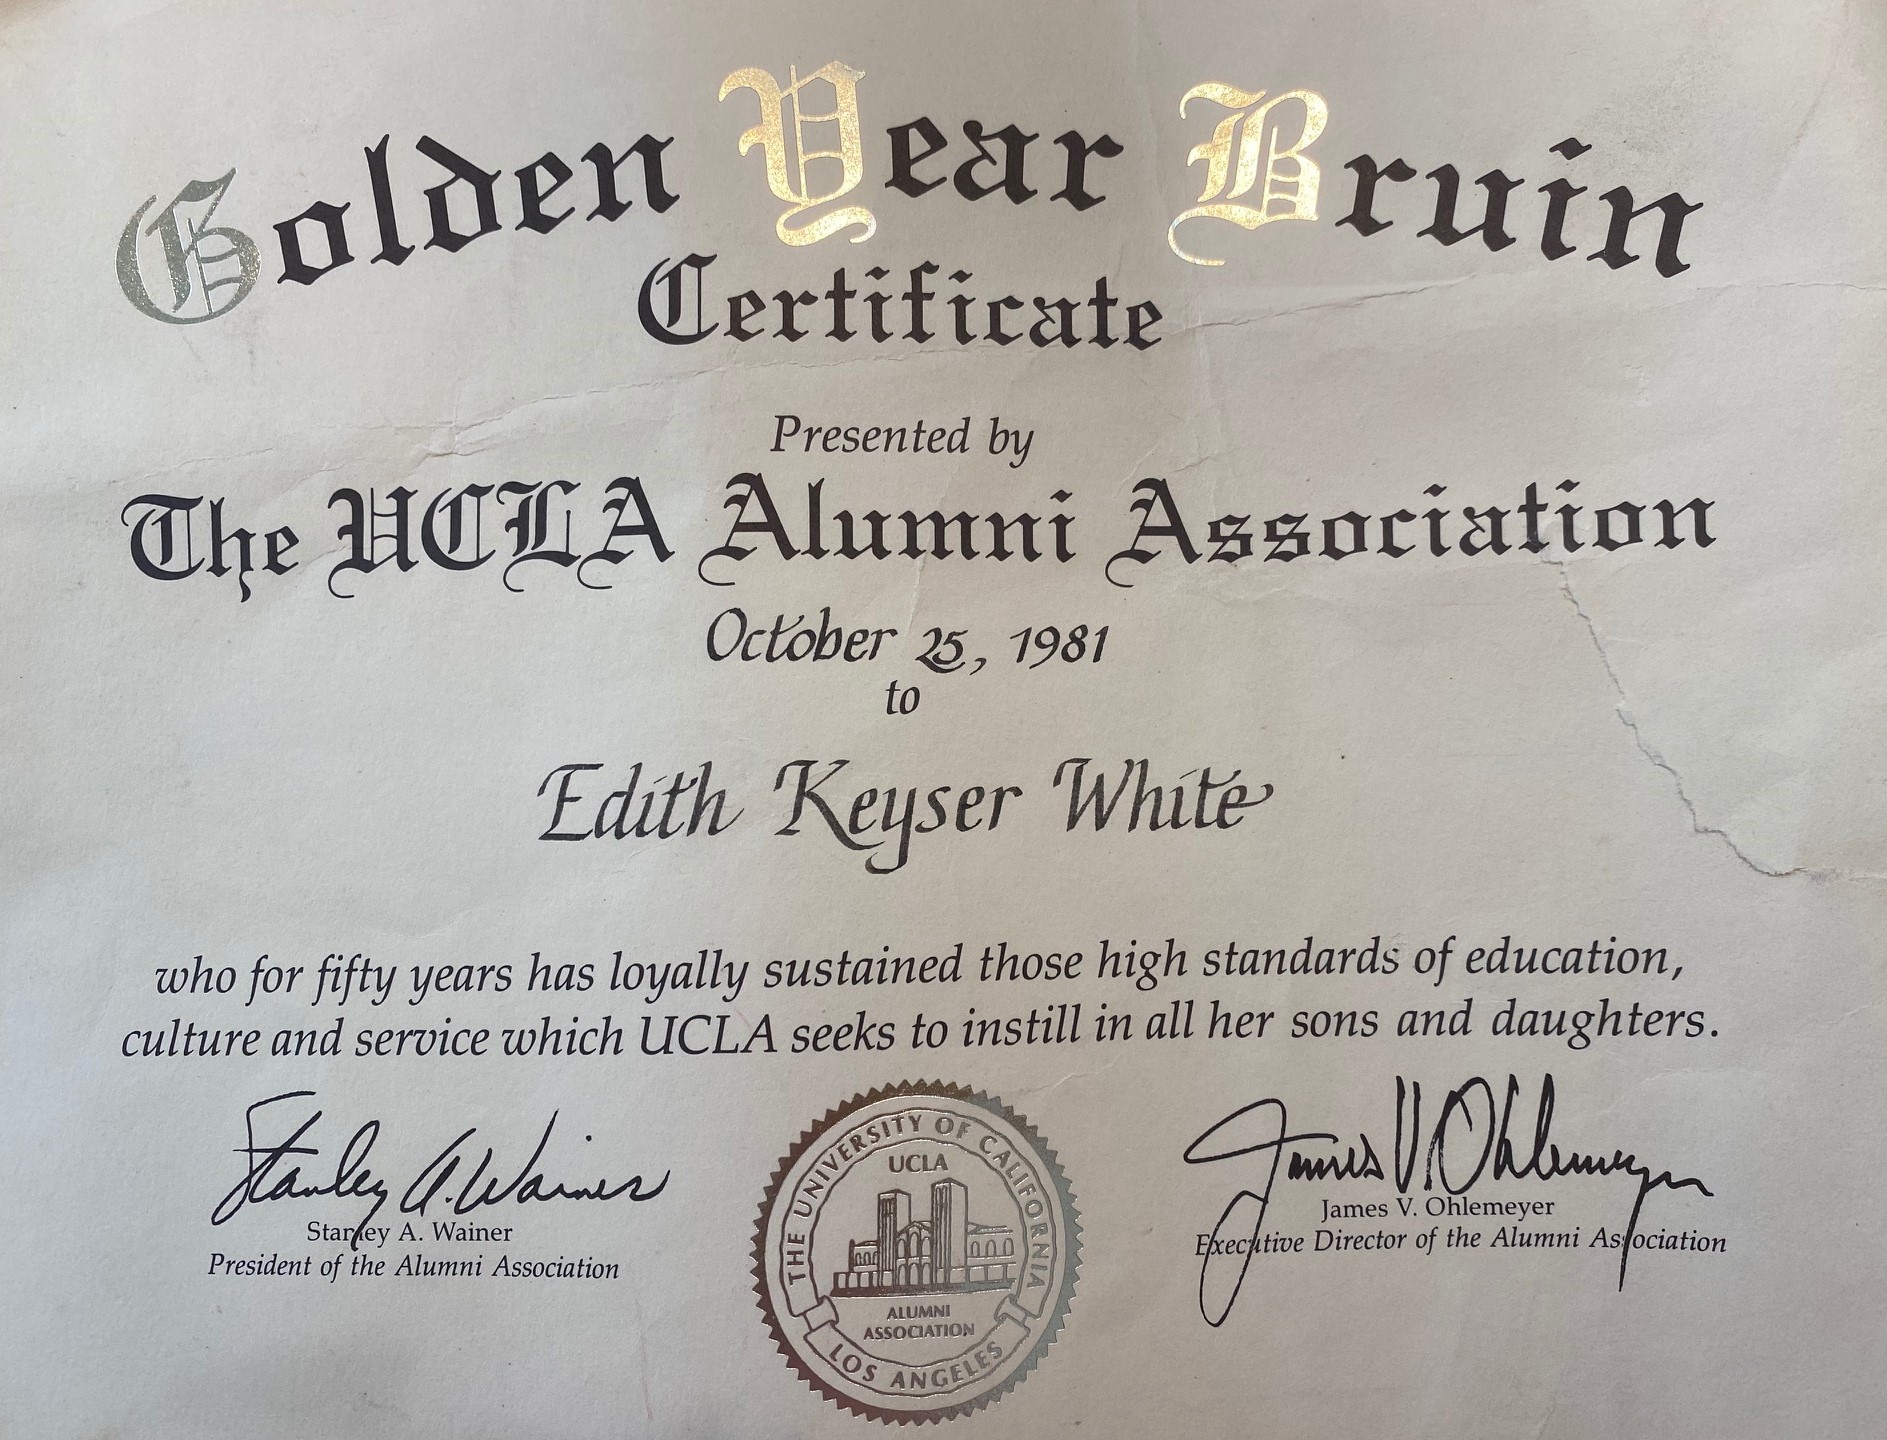 Golden Year Bruin
Certificate
Presented by
The UCLA Alumni Association
October 25, 1981
to
Edith Keyser White
who for fifty years has loyally sustained those high standards of education,
culture and service which UCLA seeks to instill in all her sons and daughters.
Stanley A. Wainer
Stanley A. Wainer
President of the Alumni Association
THE UNIVERSITY OF CALIFORNIA
UCLA
ALUMNI
ASSOCIATION
LOS ANGELES
James V. Ohlemeyer
James V. Ohlemeyer
Executive Director of the Alumni Association